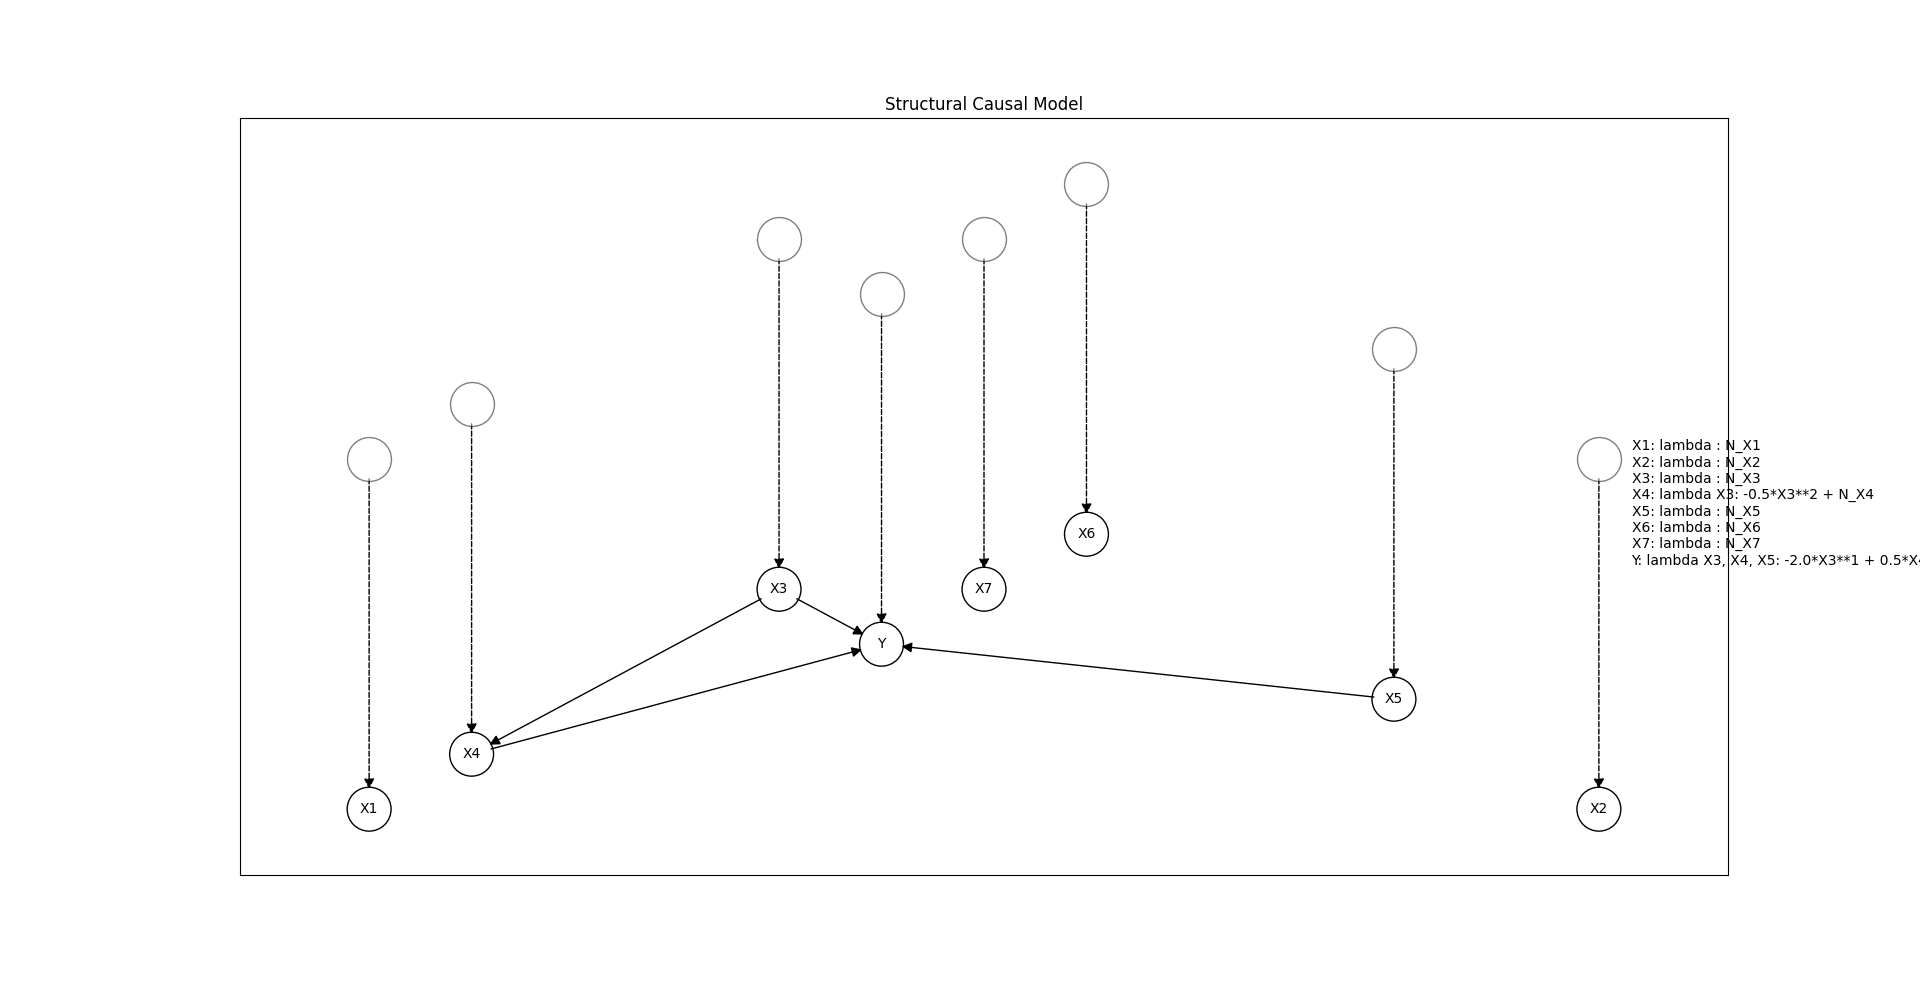 Structural Causal Model
X1: lambda : N_X1
X2: lambda : N_X2
X3: lambda : N_X3
X4: lambda X3: -0.5*X3**2 + N_X4
X5: lambda : N_X5
X6: lambda : N_X6
X7: lambda : N_X7
Y: lambda X3, X4, X5: -2.0*X3**1 + 0.5*X4
X6
X3
X7
Y
X5
X4
X1
X2